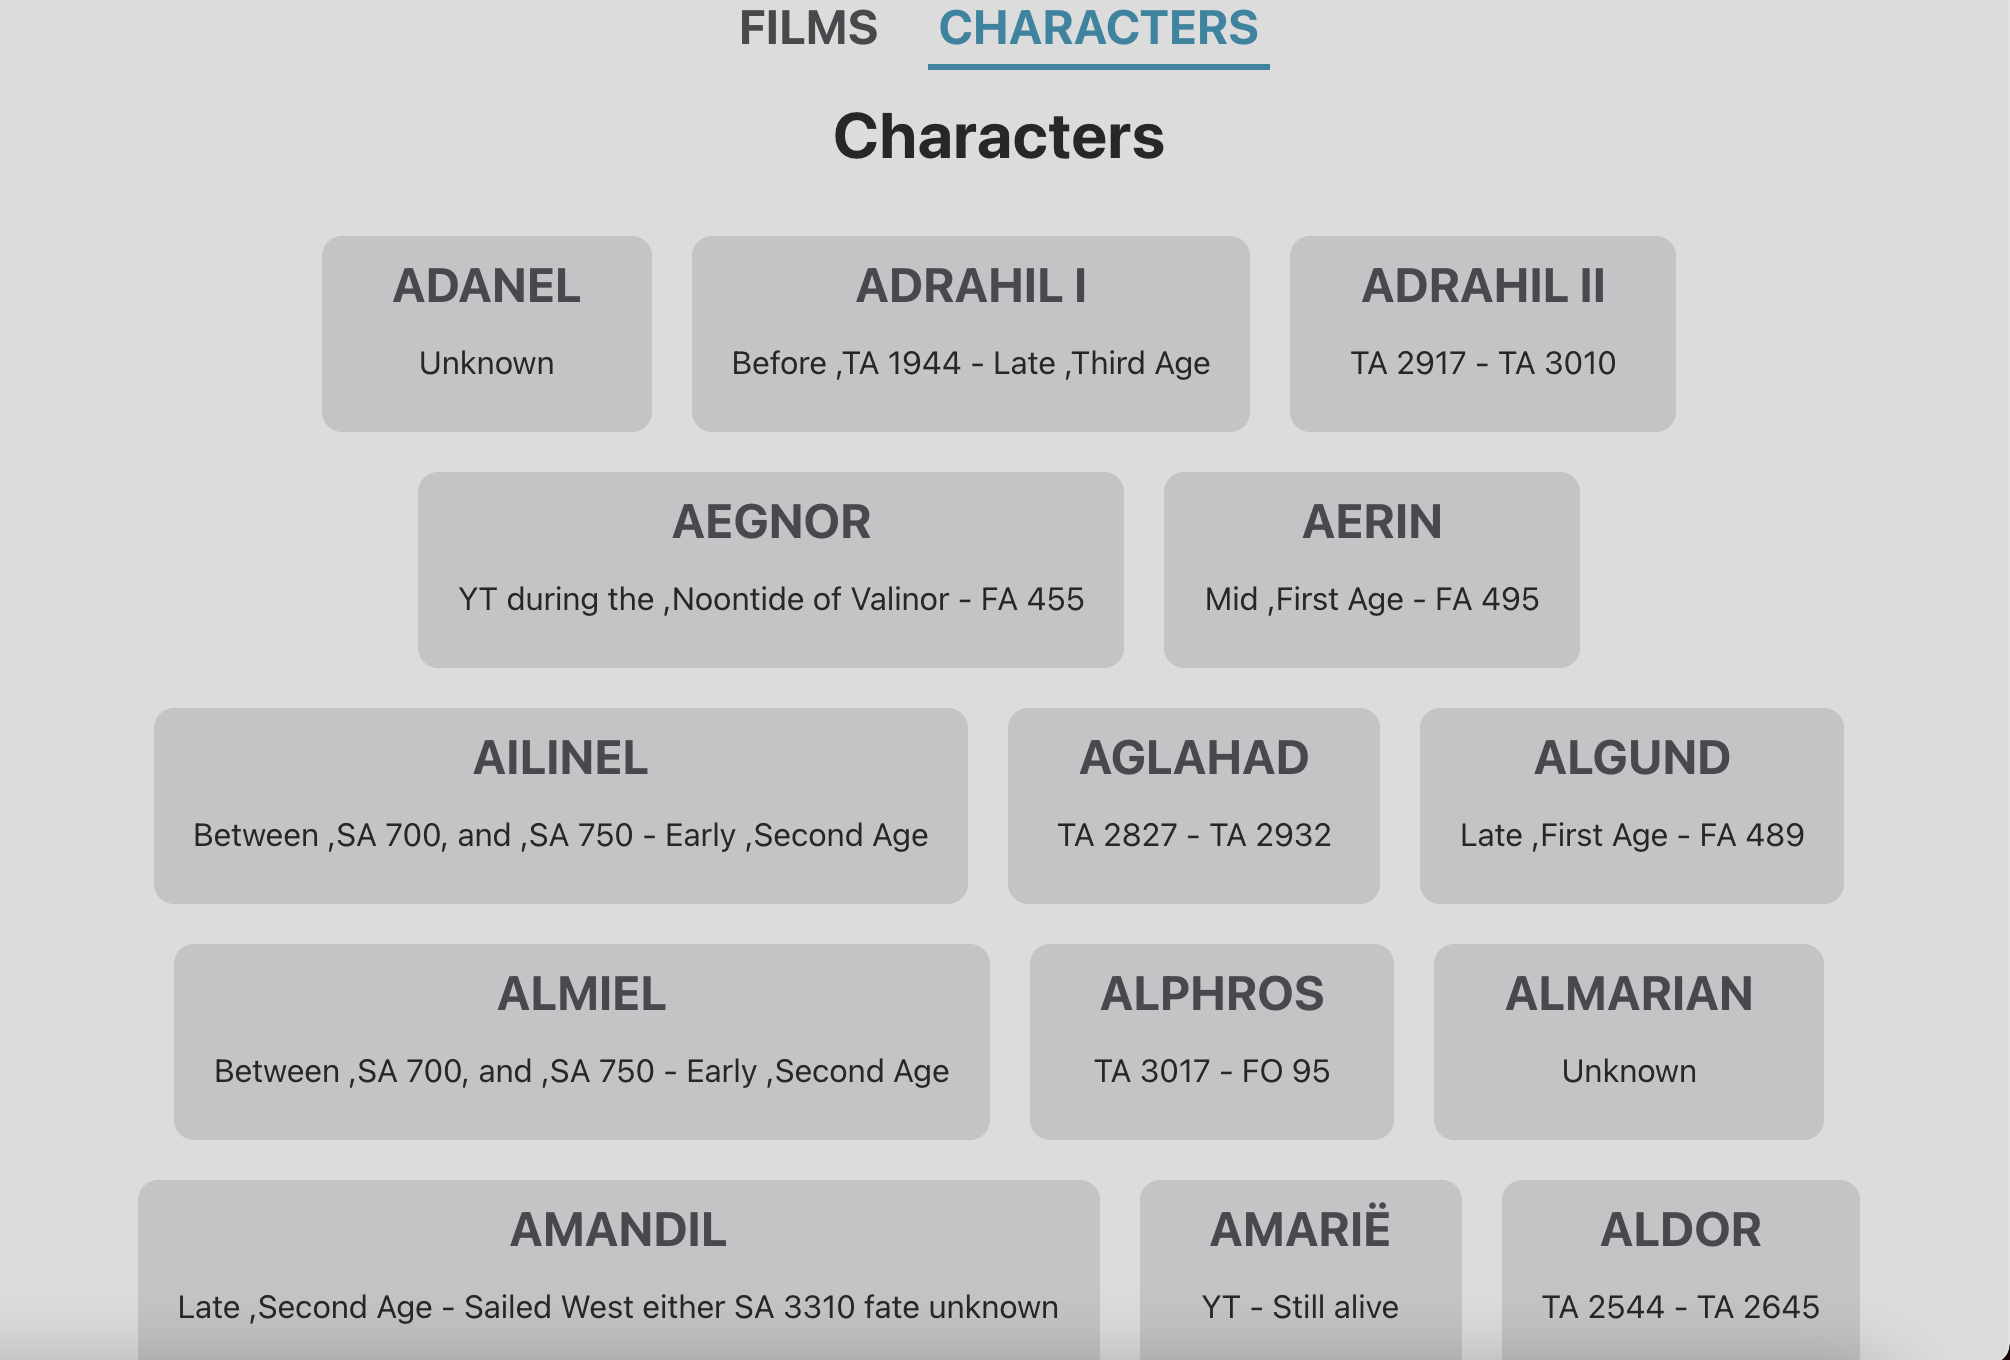 FILMS CHARACTERS
Characters
ADANEL
Unknown
ADRAHIL I
Before ,TA 1944 - Late ,Third Age
ADRAHIL II
TA 2917 - TA 3010
AEGNOR
YT during the ,Noontide of Valinor - FA 455
AERIN
Mid ,First Age - FA 495
AILINEL
Between ,SA 700, and ,SA 750 - Early ,Second Age
AGLAHAD
TA 2827 - TA 2932
ALGUND
Late ,First Age - FA 489
ALMIEL
Between ,SA 700, and ,SA 750 - Early ,Second Age
ALPHROS
TA 3017 - FO 95
ALMARIAN
Unknown
AMANDIL
Late ,Second Age - Sailed West either SA 3310 fate unknown
AMARIË
YT - Still alive
ALDOR
TA 2544 - TA 2645